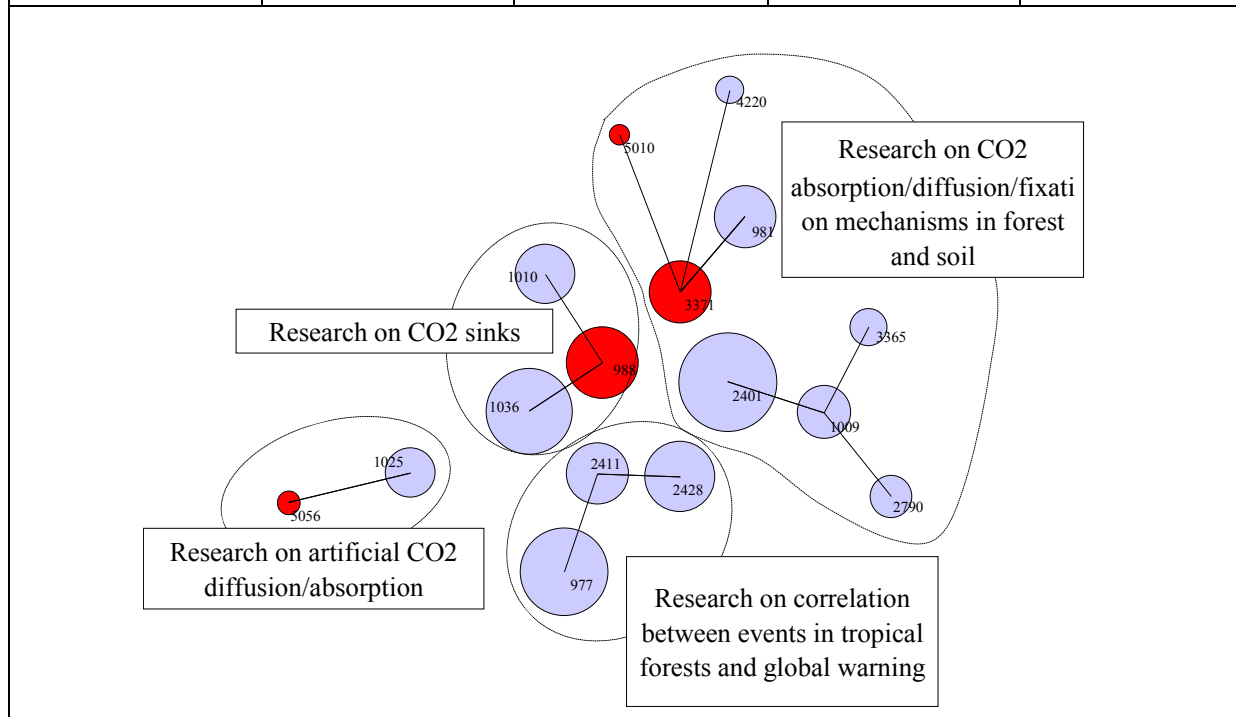 4220
5010
Research on CO2
absorption/diffusion/fixati
on mechanisms in forest
and soil
981
1010
3371
Research on CO2 sinks
3365
988
2401
1036
1009
1025
2411
2428
2790
5056
Research on artificial CO2
diffusion/absorption
977
Research on correlation
between events in tropical
forests and global warning